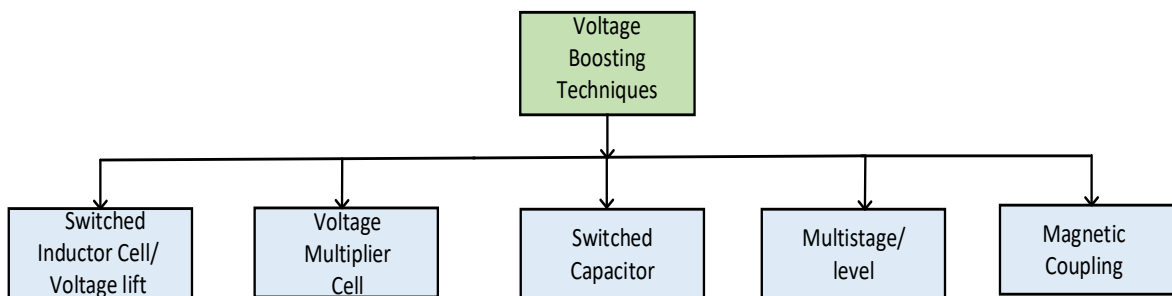 Voltage
Boosting
Techniques
Switched
Inductor Cell/
Voltage lift
Voltage
Multiplier
Cell
Switched
Capacitor
Multistage/
level
Magnetic
Coupling